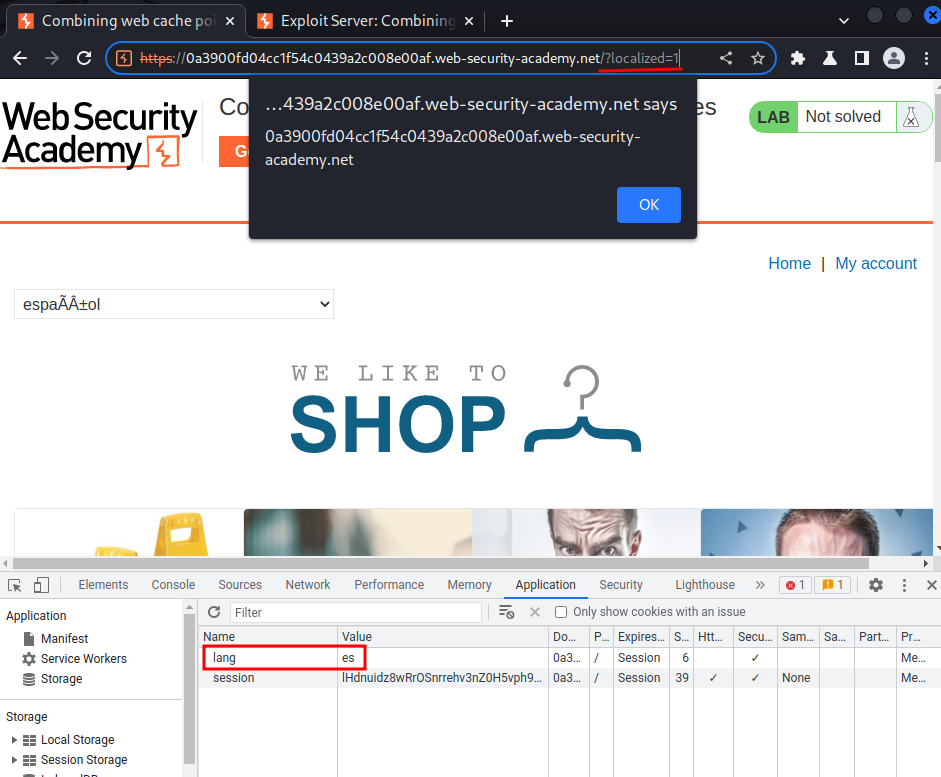 Combining web cache poi
Exploit Server: Combining
https://0a3900fd04cc1f54c0439a2c008e00af.web-security-academy.net/?localized=1
Web Security
Academy
Co
es
G
LAB Not solved
...439a2c008e00af.web-security-academy.net says
0a3900fd04cc1f54c0439a2c008e00af.web-security-
academy.net
OK
Home | My account
espaÃÂ±ol
WE LIKE TO
SHOP
Elements Console Sources Network Performance Memory Application Security Lighthouse » 1 1
Application
Manifest
Service Workers
Storage
Storage
Local Storage
Session Storage
Filter
Only show cookies with an issue
Name Value Do... P... Expires... S... Htt... Secu... Sam... Sa... Part... Pr...
lang es 0a3... / Session 6 ✓ Me...
session lHdnuidz8wRrOSnrrehv3nZ0H5vph9... 0a3... / Session 39 ✓ ✓ None Me...